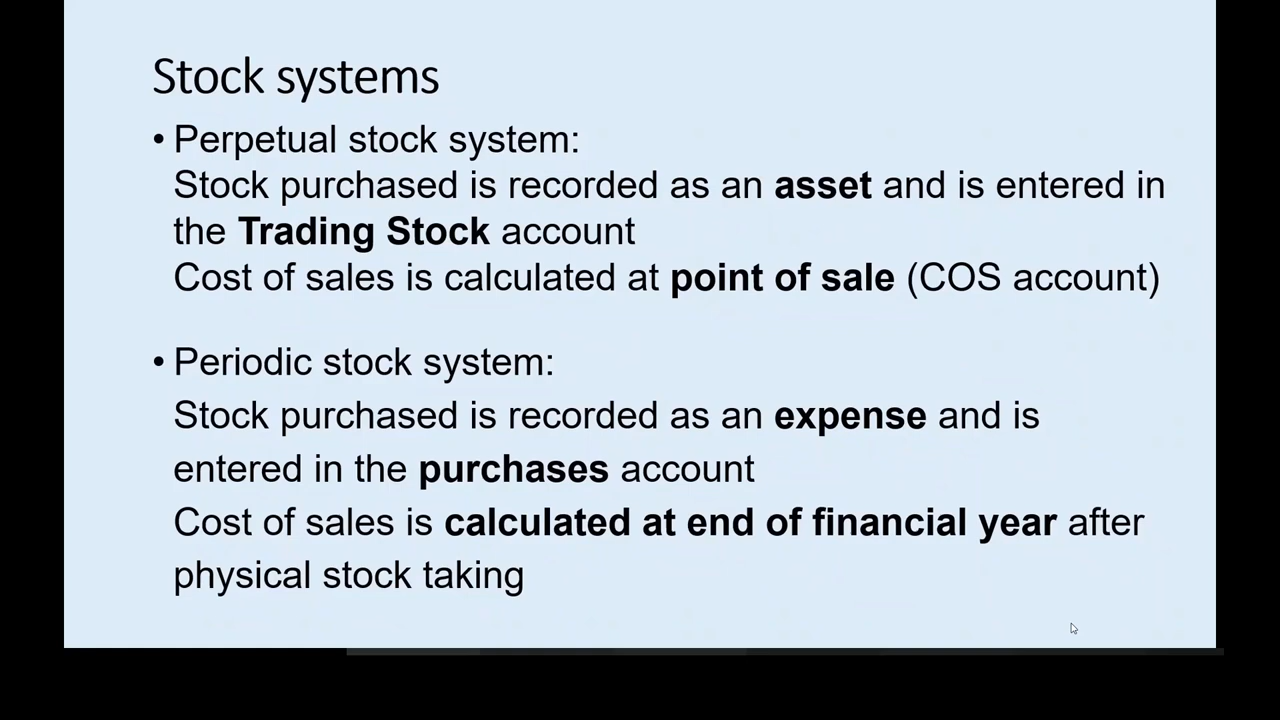 Stock systems
• Perpetual stock system:
Stock purchased is recorded as an asset and is entered in
the Trading Stock account
Cost of sales is calculated at point of sale (COS account)
• Periodic stock system:
Stock purchased is recorded as an expense and is
entered in the purchases account
Cost of sales is calculated at end of financial year after
physical stock taking